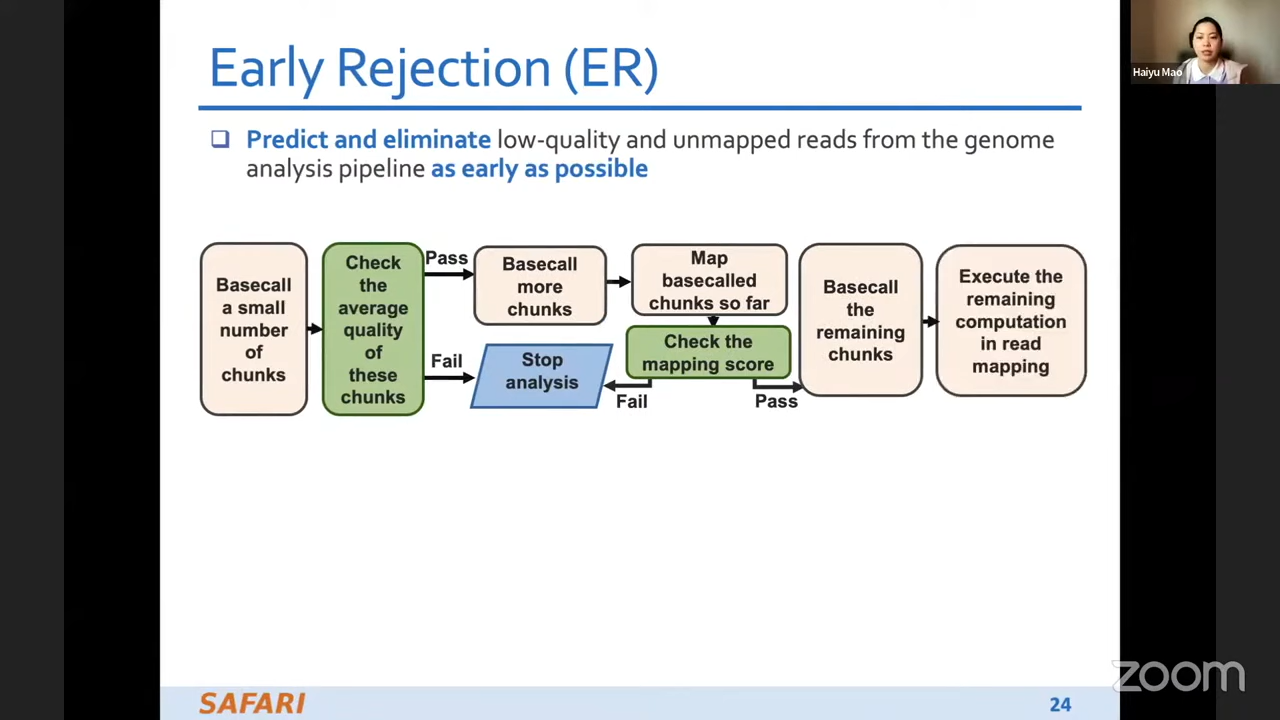 Early Rejection (ER)
Haiyu Mao
Predict and eliminate low-quality and unmapped reads from the genome
analysis pipeline as early as possible
Basecall
a small
number
of
chunks
Check
the
average
quality
of
these
chunks
Pass
Fail
Basecall
more
chunks
Stop
analysis
Map
basecalled
chunks so far
Check the
mapping score
Fail
Pass
Basecall
the
remaining
chunks
Execute the
remaining
computation
in read
mapping
SAFARI
24
zoom